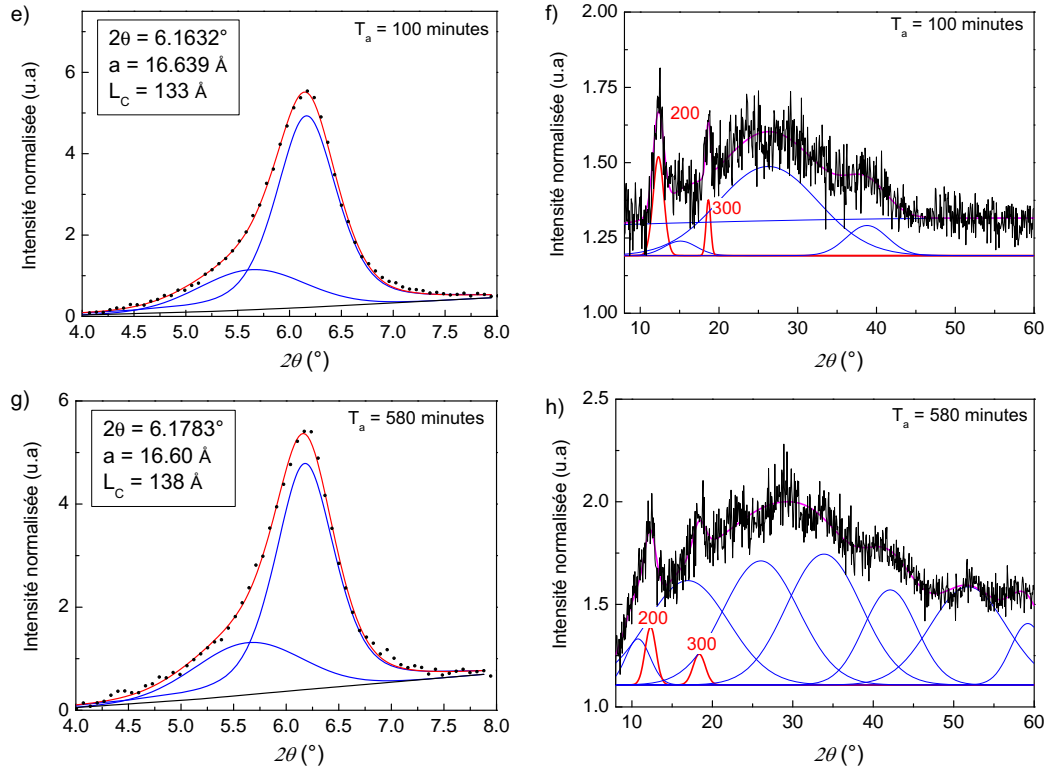 e)
T_a = 100 minutes
2θ = 6.1632°
a = 16.639 Å
L_C = 133 Å
Intensité normalisée (u.a)
6
4
2
0
4.0 4.5 5.0 5.5 6.0 6.5 7.0 7.5 8.0
2θ (°)
f)
T_a = 100 minutes
200
300
Intensité normalisée (u.a)
2.00
1.75
1.50
1.25
1.00
10 20 30 40 50 60
2θ (°)
g)
T_a = 580 minutes
2θ = 6.1783°
a = 16.60 Å
L_C = 138 Å
Intensité normalisée (u.a)
6
4
2
0
4.0 4.5 5.0 5.5 6.0 6.5 7.0 7.5 8.0
2θ (°)
h)
T_a = 580 minutes
200
300
Intensité normalisée (u.a)
2.5
2.0
1.5
1.0
10 20 30 40 50 60
2θ (°)